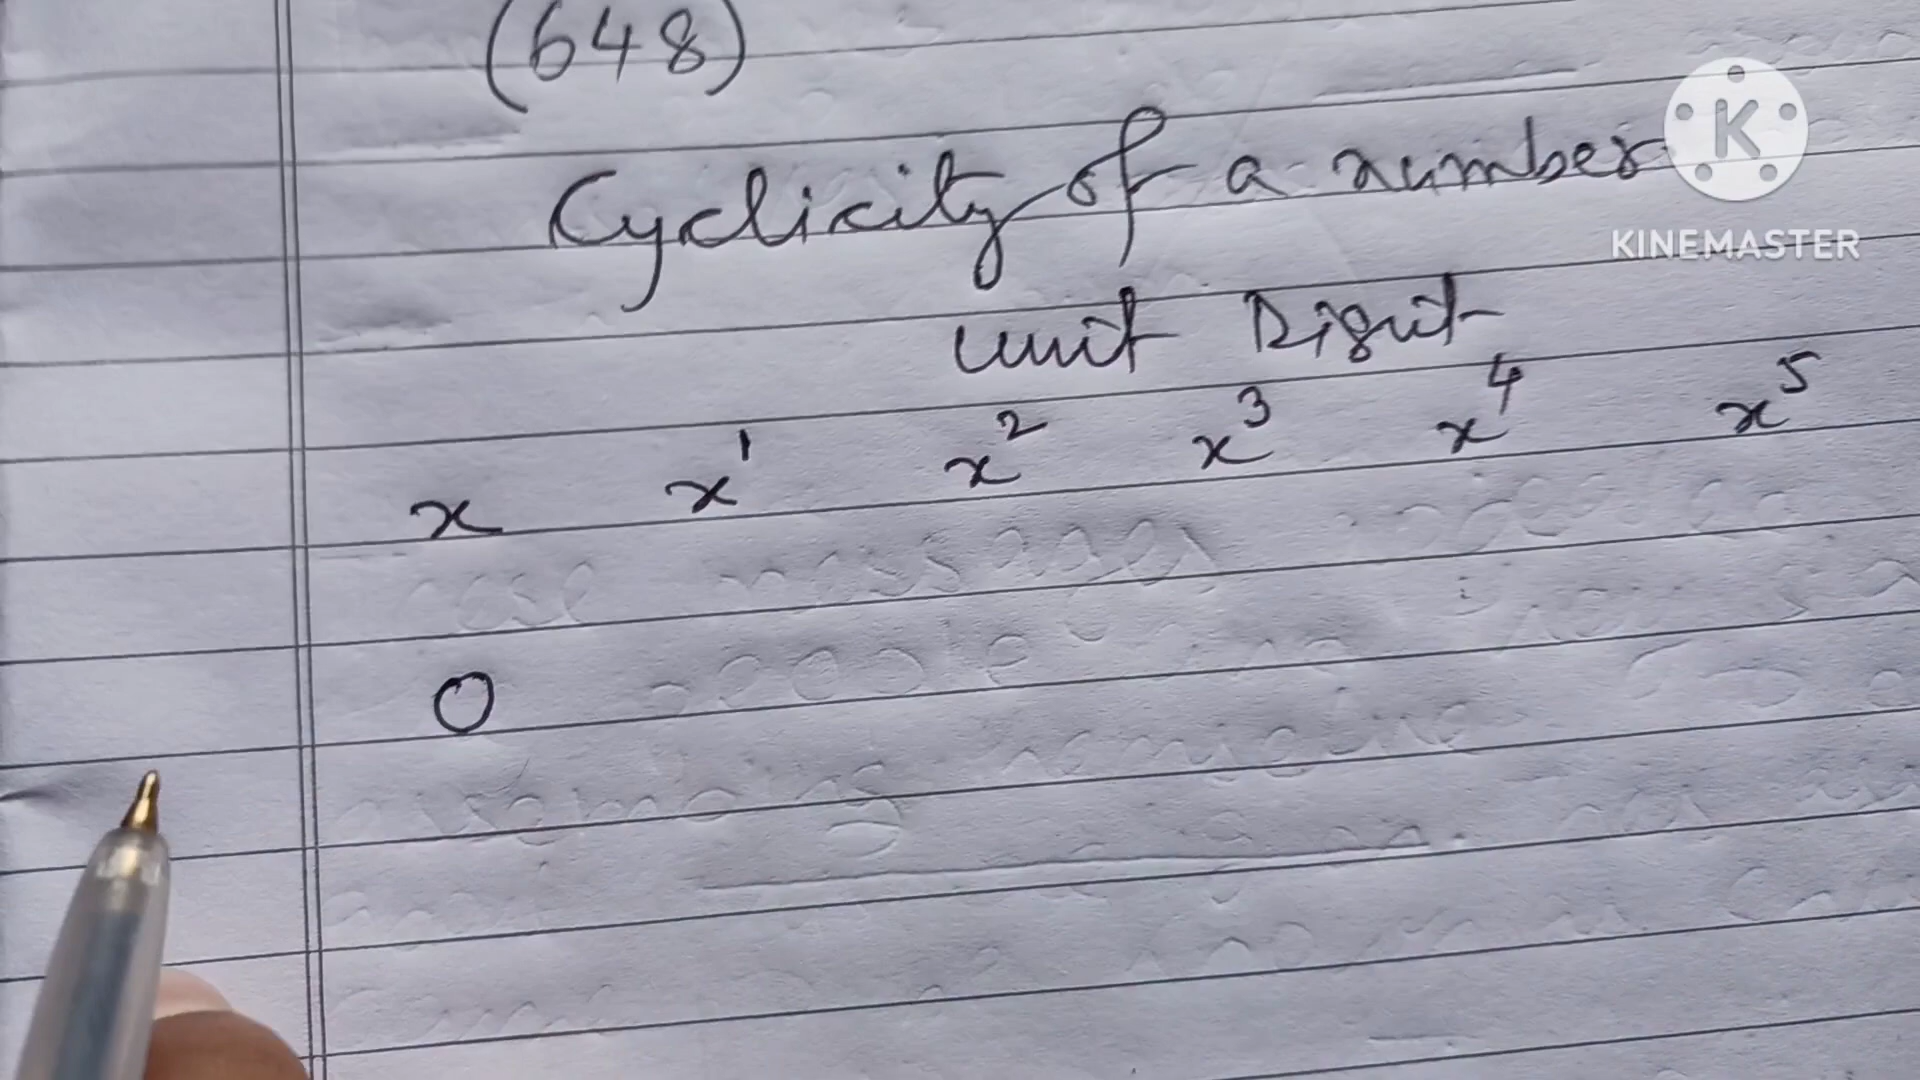 (648)
Cyclicity of a number
K
KINEMASTER
Unit Digit
x x¹ x² x³ x⁴ x⁵
0